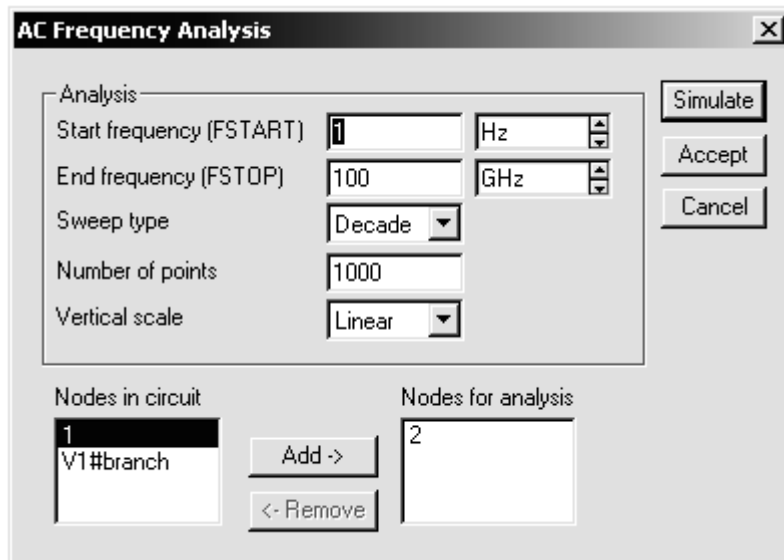 AC Frequency Analysis
Analysis
Start frequency (FSTART) 1 Hz
End frequency (FSTOP) 100 GHz
Sweep type Decade
Number of points 1000
Vertical scale Linear
Simulate
Accept
Cancel
Nodes in circuit
1
V1#branch
Add ->
<- Remove
Nodes for analysis
2